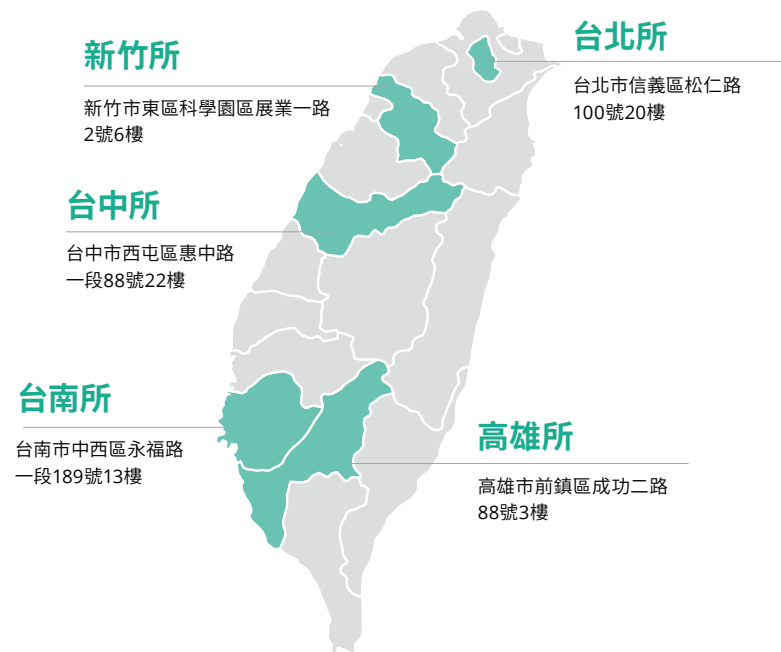 台北所
台北市信義區松仁路
100號20樓
新竹所
新竹市東區科學園區展業一路
2號6樓
台中所
台中市西屯區惠中路
一段88號22樓
台南所
台南市中西區永福路
一段189號13樓
高雄所
高雄市前鎮區成功二路
88號3樓